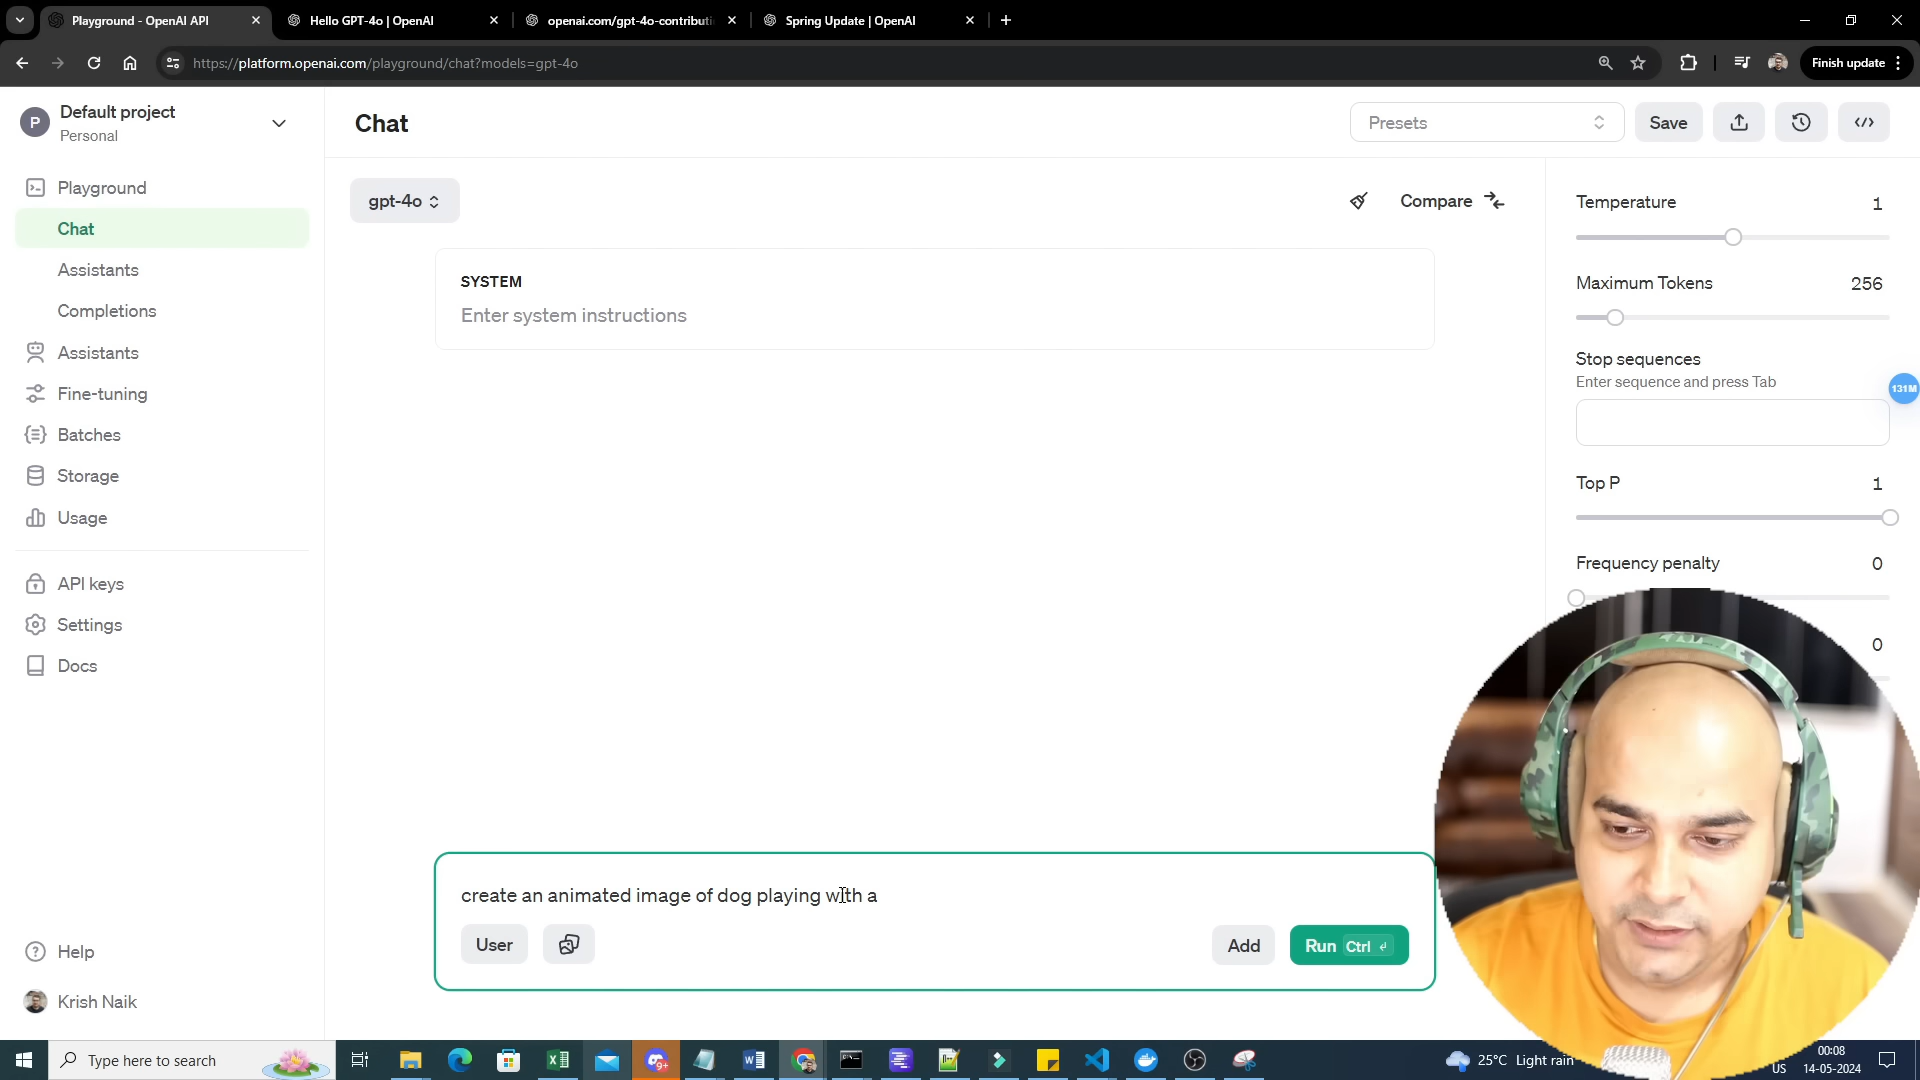 Playground - OpenAI API
Hello GPT-4o | OpenAI
openai.com/gpt-4o-contributi
Spring Update | OpenAI
https://platform.openai.com/playground/chat?models=gpt-4o
Finish update
P
Default project
Personal
Chat
Presets
Save
Playground
Chat
Assistants
Completions
Assistants
Fine-tuning
Batches
Storage
Usage
API keys
Settings
Docs
Help
Krish Naik
gpt-4o
Compare
SYSTEM
Enter system instructions
create an animated image of dog playing with a
User
Add
Run Ctrl
Temperature
1
Maximum Tokens
256
Stop sequences
Enter sequence and press Tab
131M
Top P
1
Frequency penalty
0
0
Type here to search
9+
25°C Light rain
US
00:08
14-05-2024